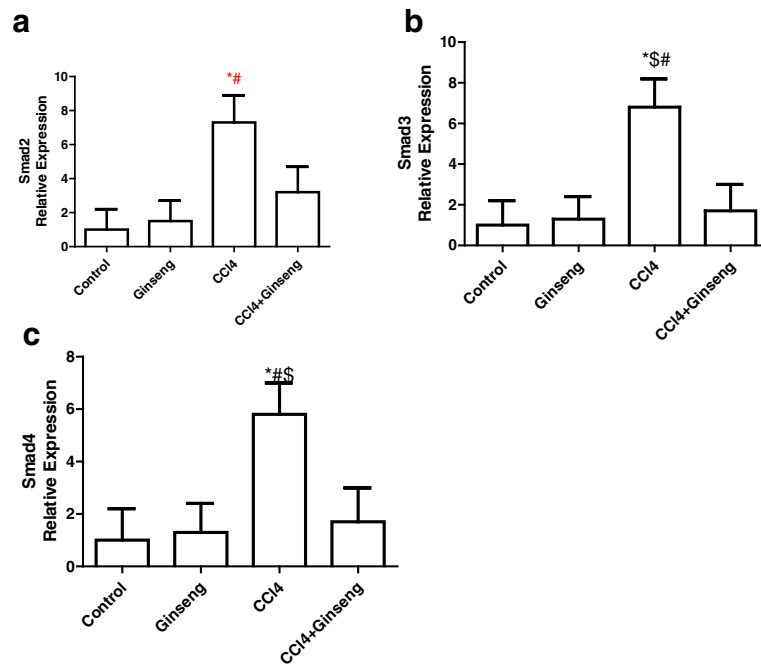 a
Smad2
Relative Expression
10
8
6
4
2
0
*#
Control
Ginseng
CCl4
CCl4+Ginseng
b
Smad3
Relative Expression
10
8
6
4
2
0
*$#
Control
Ginseng
CCl4
CCl4+Ginseng
c
Smad4
Relative Expression
8
6
4
2
0
*#$
Control
Ginseng
CCl4
CCl4+Ginseng